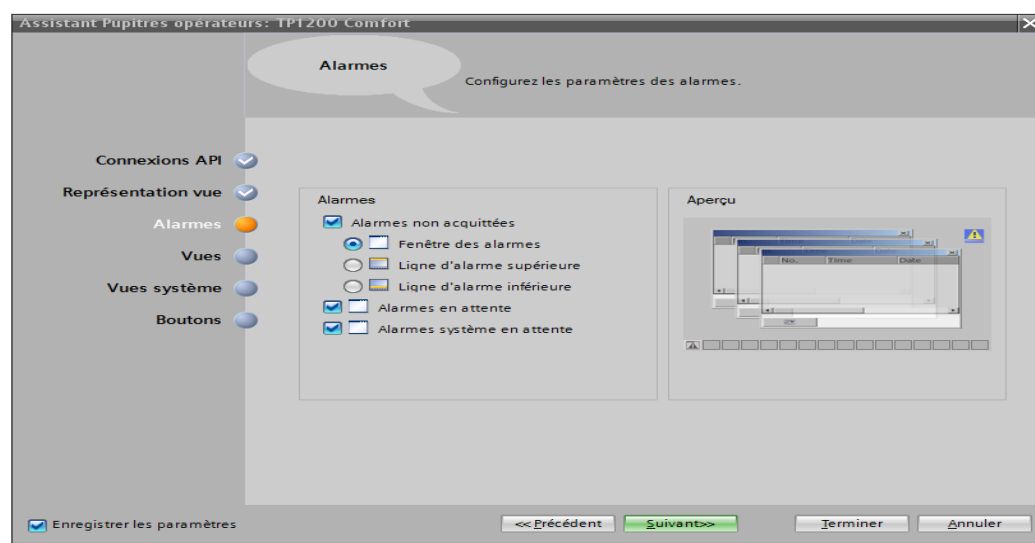 Assistant Pupitres opérateurs: TP1200 Comfort
Alarmes
Configurez les paramètres des alarmes.
Connexions API
Représentation vue
Alarmes
Vues
Vues système
Boutons
Alarmes
Alarmes non acquittées
Fenêtre des alarmes
Ligne d'alarme supérieure
Ligne d'alarme inférieure
Alarmes en attente
Alarmes système en attente
Aperçu
No. Time Date
Enregistrer les paramètres
<< Précédent
Suivant>>
Terminer
Annuler